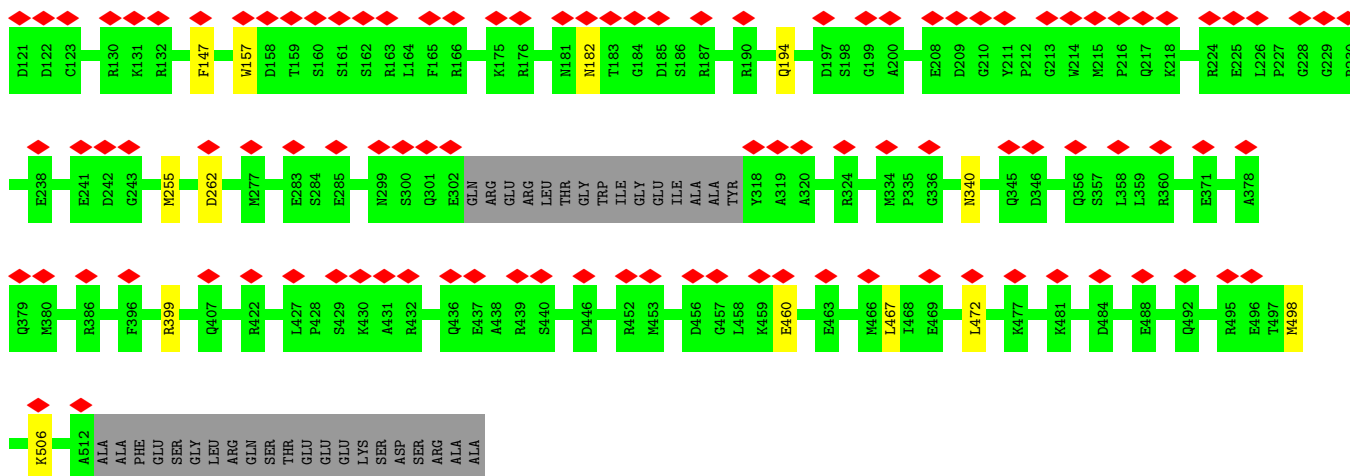 D121 D122 C123 R130 K131 R132 F147 W157 D158 T159 S160 S161 S162 R163 L164 F165 R166 K175 R176 N181 N182 T183 G184 D185 S186 R187 R190 Q194 D197 S198 G199 A200 E208 D209 G210 Y211 P212 G213 W214 M215 P216 Q217 K218 R224 E225 L226 P227 G228 G229
E238 E241 D242 G243 M255 D262 M277 E283 S284 E285 N299 S300 Q301 E302 GLN ARG GLU ARG LEU THR GLY TRP ILE GLY GLU ILE ALA ALA TYR Y318 A319 A320 R324 M334 P335 G336 N340 Q345 D346 Q356 S357 L358 L359 R360 E371 A378
Q379 M380 R386 F396 R399 Q407 R422 L427 P428 S429 K430 A431 R432 Q436 E437 A438 R439 S440 D446 R452 M453 D456 G457 L458 K459 E460 E463 M466 L467 I468 E469 L472 K477 K481 D484 E488 Q492 R495 E496 T497 M498
K506 A512 ALA ALA PHE GLU SER GLY LEU ARG GLN SER THR GLU GLU GLU LYS SER ASP SER ARG ALA ALA